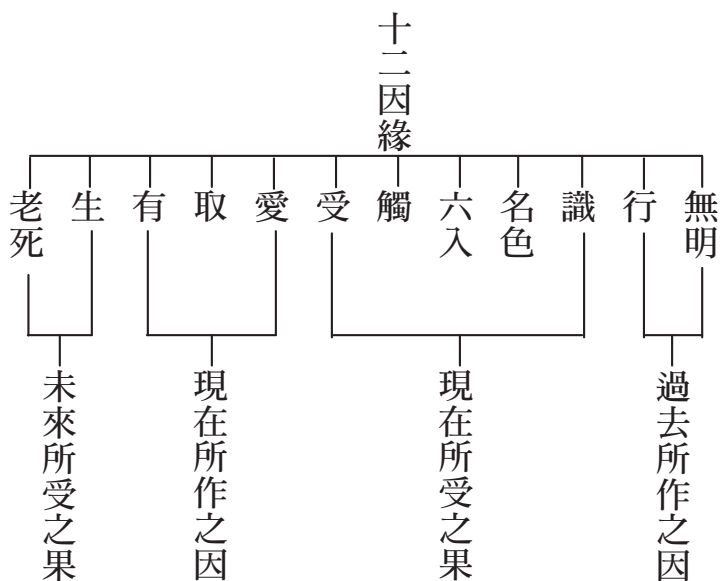 十二因緣
無明
行
識
名色
六入
觸
受
愛
取
有
生
老死
過去所作之因
現在所受之果
現在所作之因
未來所受之果